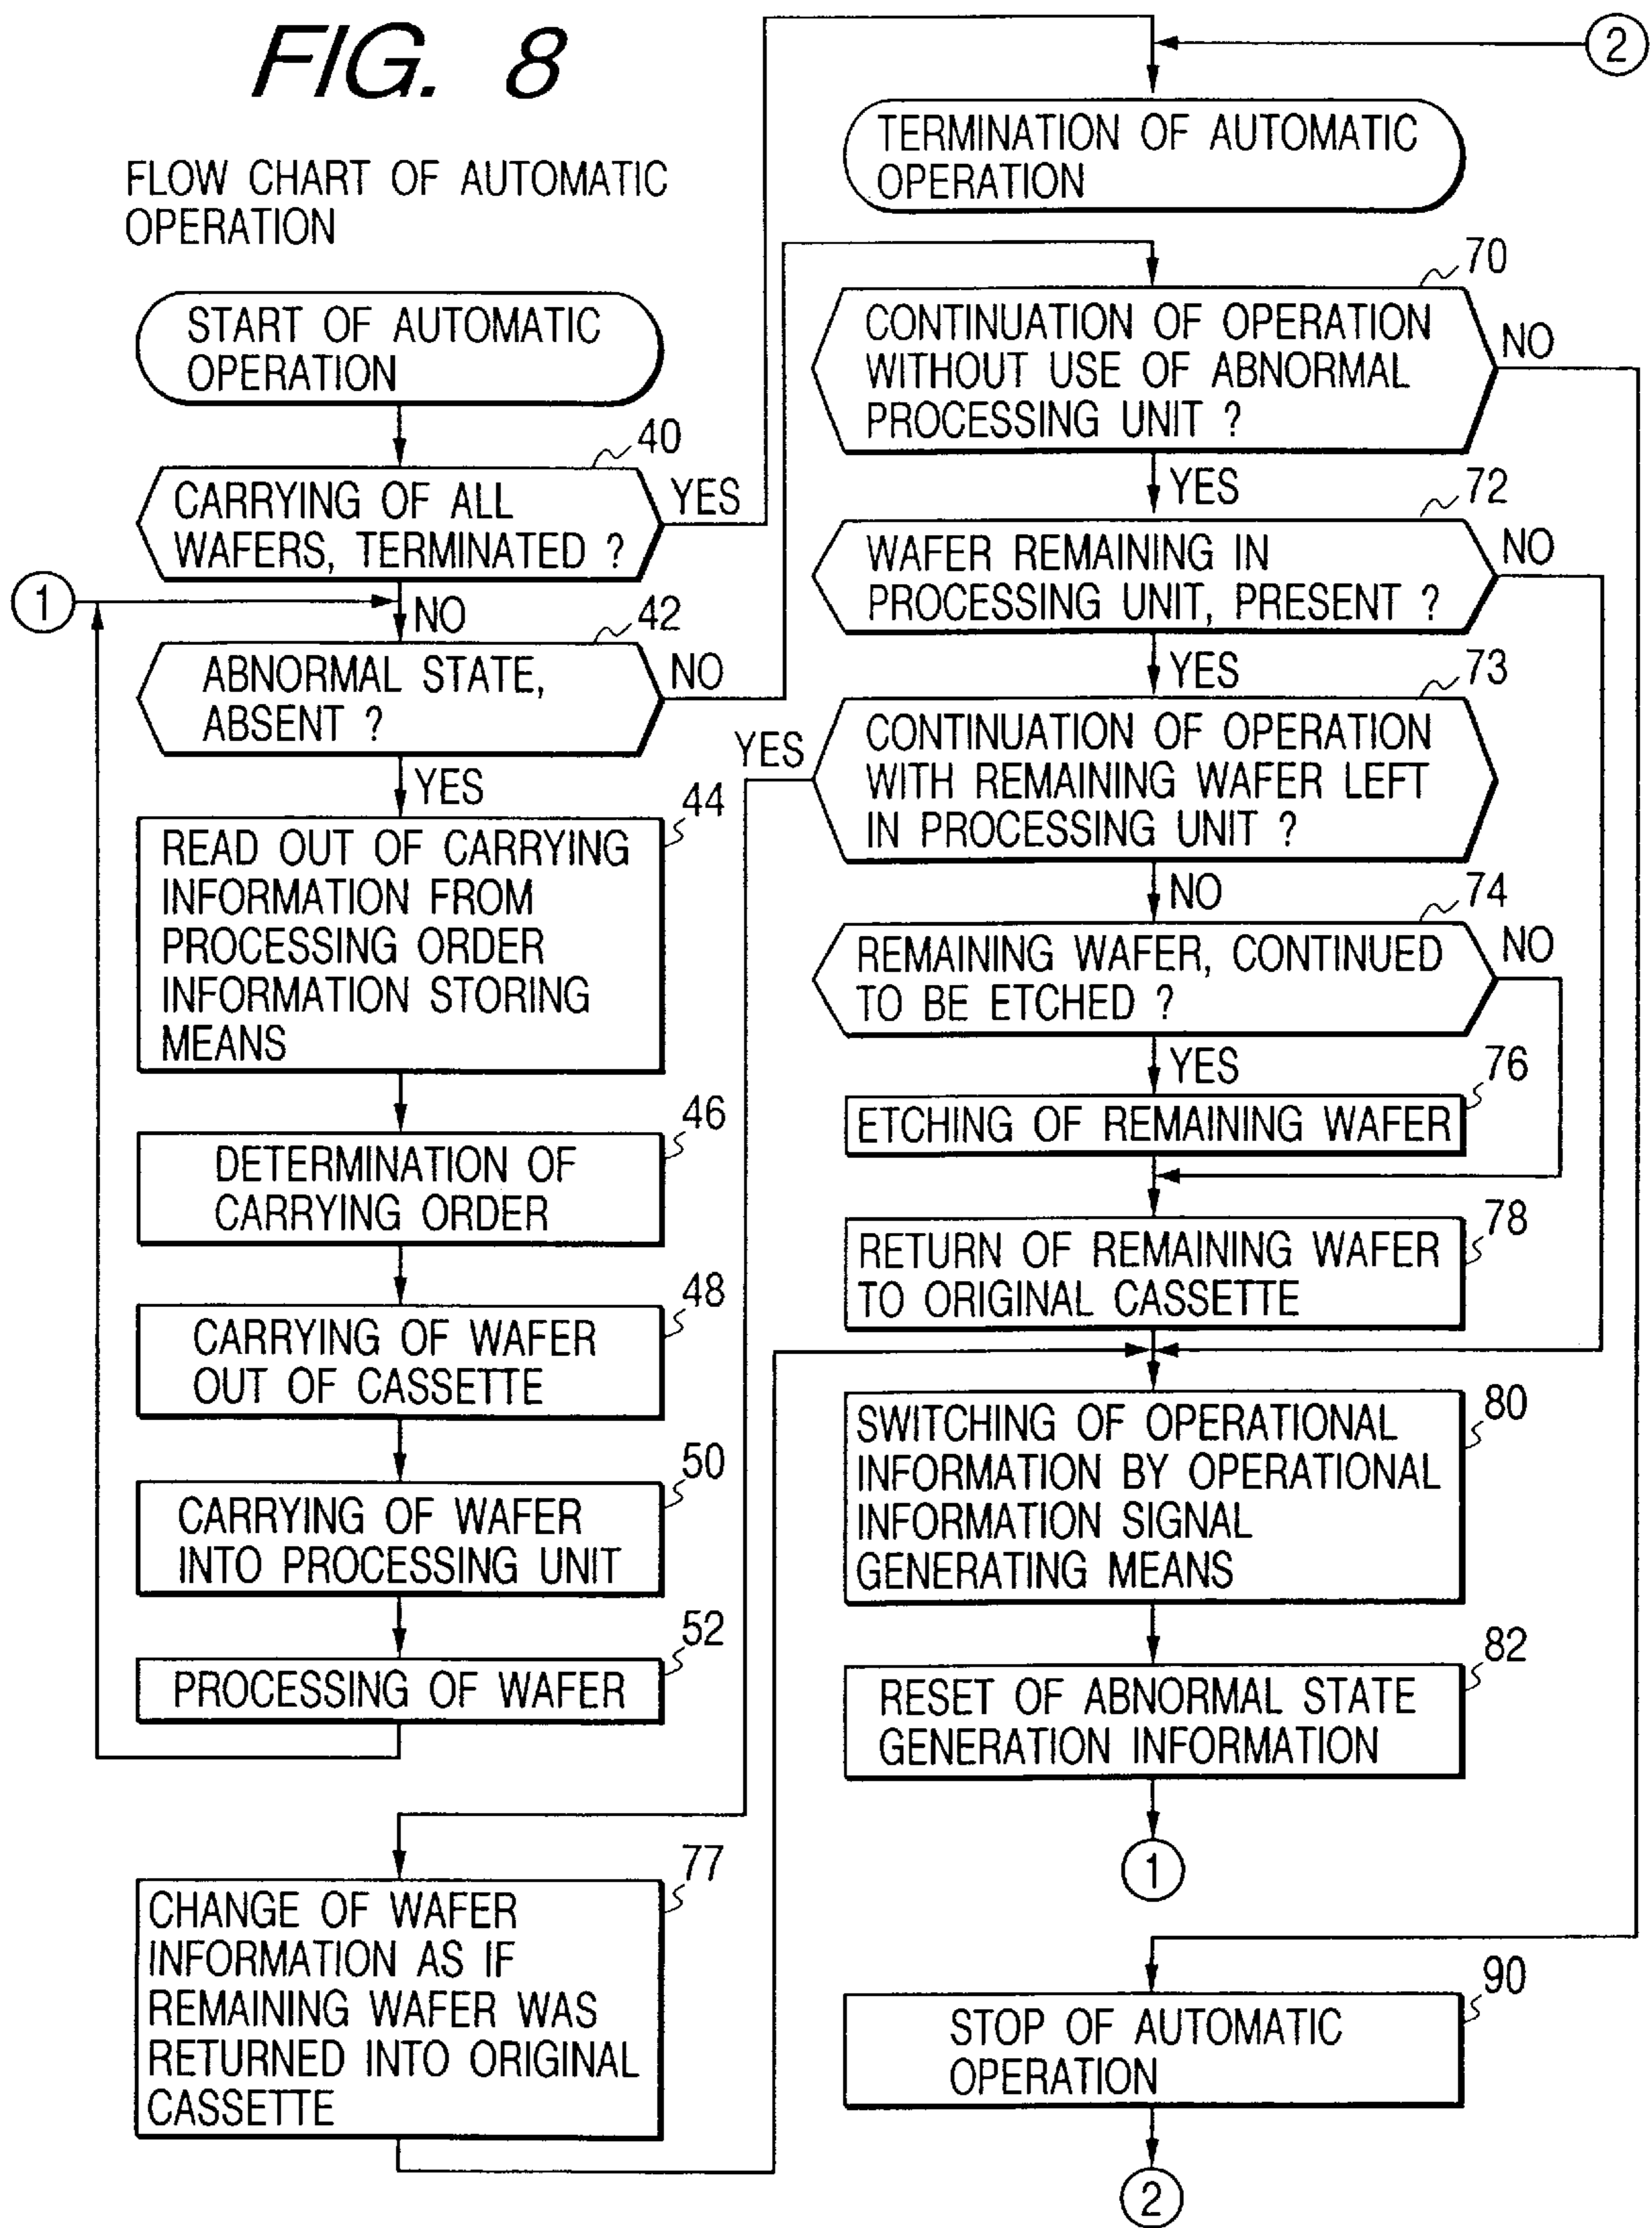 FIG. 8
FLOW CHART OF AUTOMATIC
OPERATION
START OF AUTOMATIC
OPERATION
40
CARRYING OF ALL
WAFERS, TERMINATED ?
YES
1
NO
42
ABNORMAL STATE,
ABSENT ?
NO
YES
44
READ OUT OF CARRYING
INFORMATION FROM
PROCESSING ORDER
INFORMATION STORING
MEANS
46
DETERMINATION OF
CARRYING ORDER
48
CARRYING OF WAFER
OUT OF CASSETTE
50
CARRYING OF WAFER
INTO PROCESSING UNIT
52
PROCESSING OF WAFER
77
CHANGE OF WAFER
INFORMATION AS IF
REMAINING WAFER WAS
RETURNED INTO ORIGINAL
CASSETTE
2
TERMINATION OF AUTOMATIC
OPERATION
70
CONTINUATION OF OPERATION
WITHOUT USE OF ABNORMAL
PROCESSING UNIT ?
NO
YES
72
WAFER REMAINING IN
PROCESSING UNIT, PRESENT ?
NO
YES
73
CONTINUATION OF OPERATION
WITH REMAINING WAFER LEFT
IN PROCESSING UNIT ?
YES
NO
74
REMAINING WAFER, CONTINUED
TO BE ETCHED ?
NO
YES
76
ETCHING OF REMAINING WAFER
78
RETURN OF REMAINING WAFER
TO ORIGINAL CASSETTE
80
SWITCHING OF OPERATIONAL
INFORMATION BY OPERATIONAL
INFORMATION SIGNAL
GENERATING MEANS
82
RESET OF ABNORMAL STATE
GENERATION INFORMATION
1
90
STOP OF AUTOMATIC
OPERATION
2